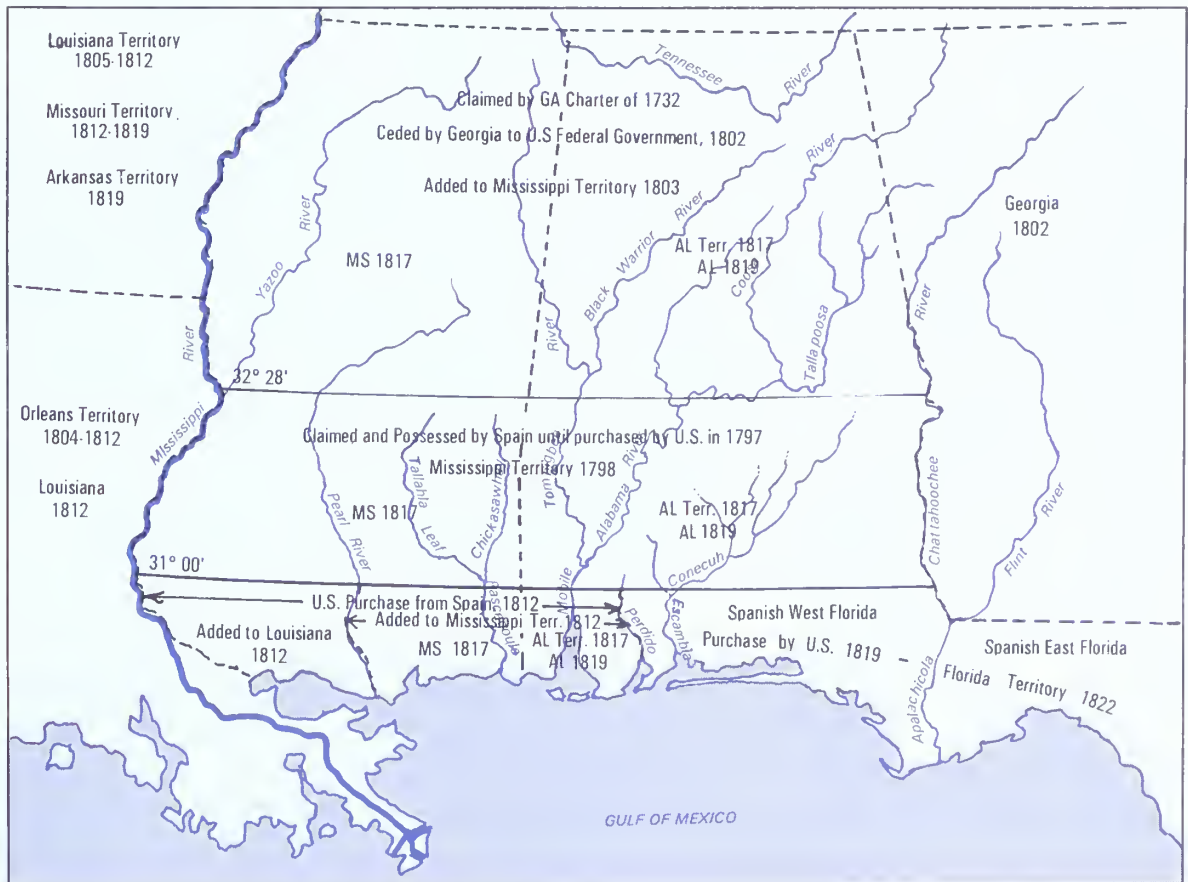 Louisiana Territory
1805-1812
Missouri Territory
1812-1819
Arkansas Territory
1819
Tennessee
River
Claimed by GA Charter of 1732
Ceded by Georgia to U.S Federal Government, 1802
Added to Mississippi Territory 1803
River
Georgia
1802
Yazoo
River
MS 1817
Black
Warrior
River
AL Terr. 1817
AL 1819
Coosa
Tallapoosa
River
River
River
32° 28'
Mississippi
Orleans Territory
1804-1812
Louisiana
1812
Claimed and Possessed by Spain until purchased by U.S. in 1797
Mississippi Territory 1798
Pearl River
MS 1817
Tallahla
Leaf
Chickasawhay
Tombigbee
Alabama
River
AL Terr. 1817
AL 1819
Conecuh
Chattahoochee
Flint
River
31° 00'
U.S. Purchase from Spain, 1812
Added to Mississippi Terr. 1812
Added to Louisiana
1812
MS 1817
Pascagoula
Mobile
AL Terr. 1817
AL 1819
Perdido
Escambia
Spanish West Florida
Purchase by U.S. 1819 -
Florida Territory 1822
Spanish East Florida
Apalachicola
GULF OF MEXICO